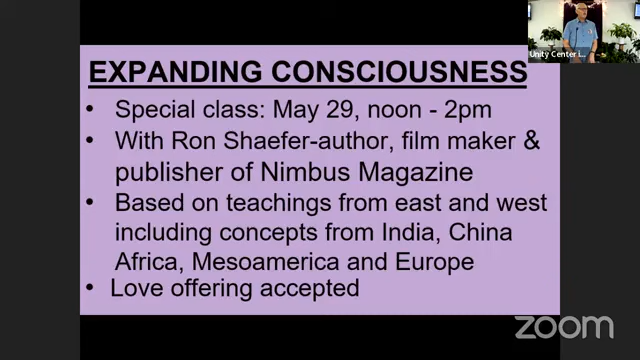 EXPANDING CONSCIOUSNESS
• Special class: May 29, noon - 2pm
• With Ron Shaefer-author, film maker &
publisher of Nimbus Magazine
• Based on teachings from east and west
including concepts from India, China
Africa, Mesoamerica and Europe
• Love offering accepted
Unity Center i...
zoom